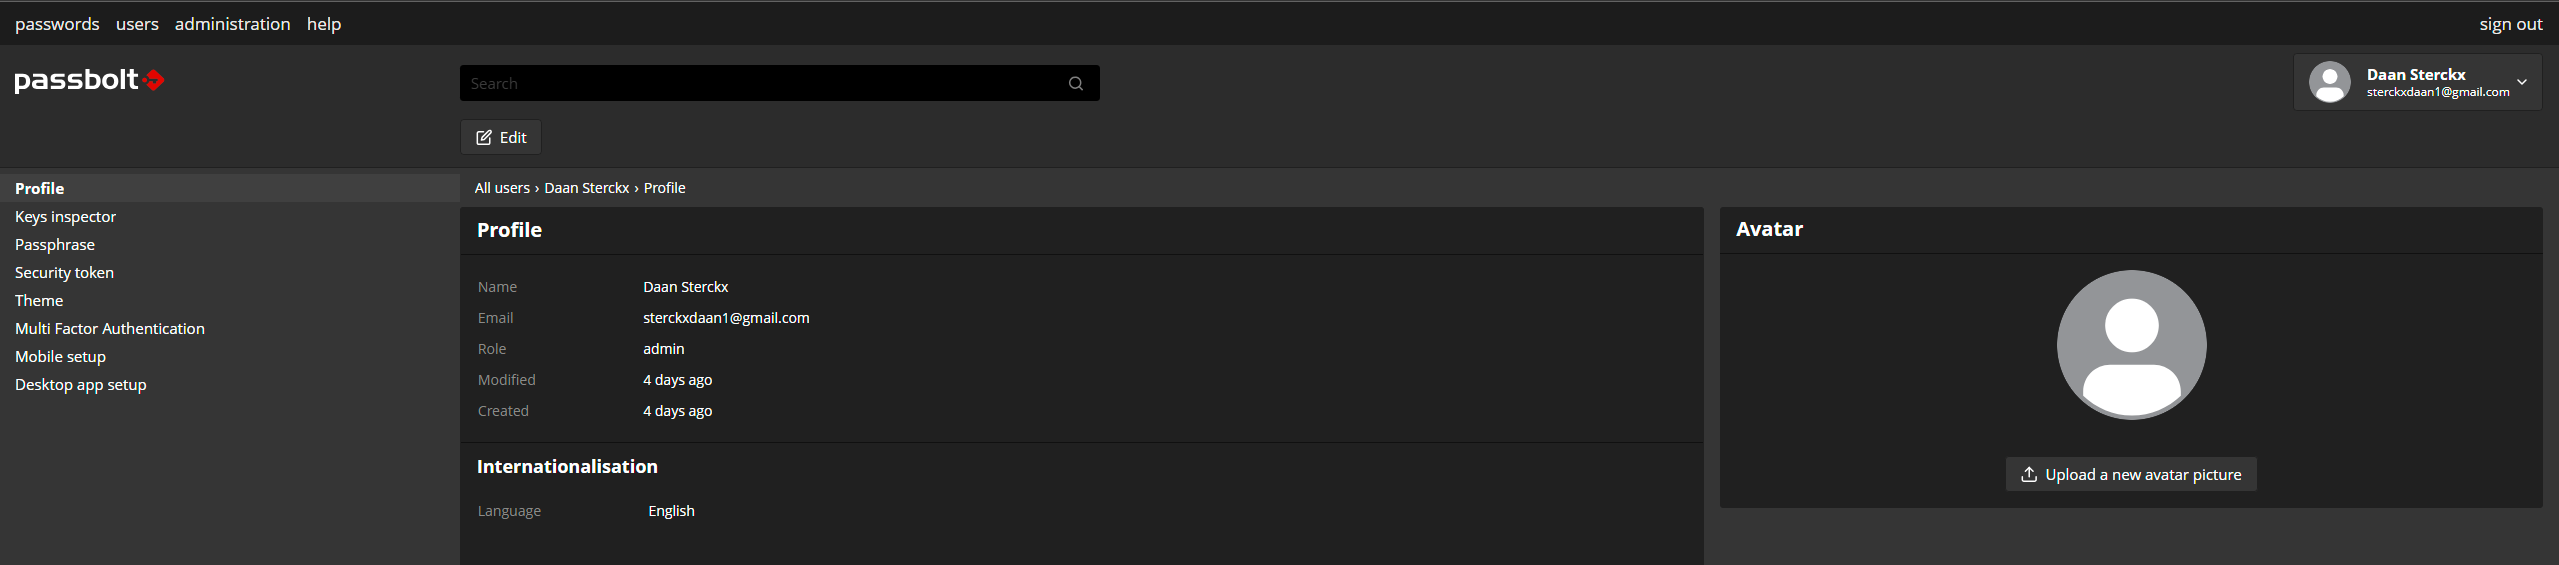 passwords users administration help sign out
passbolt
Search
Daan Sterckx
sterckxdaan1@gmail.com
Edit
Profile
Keys inspector
Passphrase
Security token
Theme
Multi Factor Authentication
Mobile setup
Desktop app setup
All users › Daan Sterckx › Profile
Profile
Name Daan Sterckx
Email sterckxdaan1@gmail.com
Role admin
Modified 4 days ago
Created 4 days ago
Internationalisation
Language English
Avatar
Upload a new avatar picture